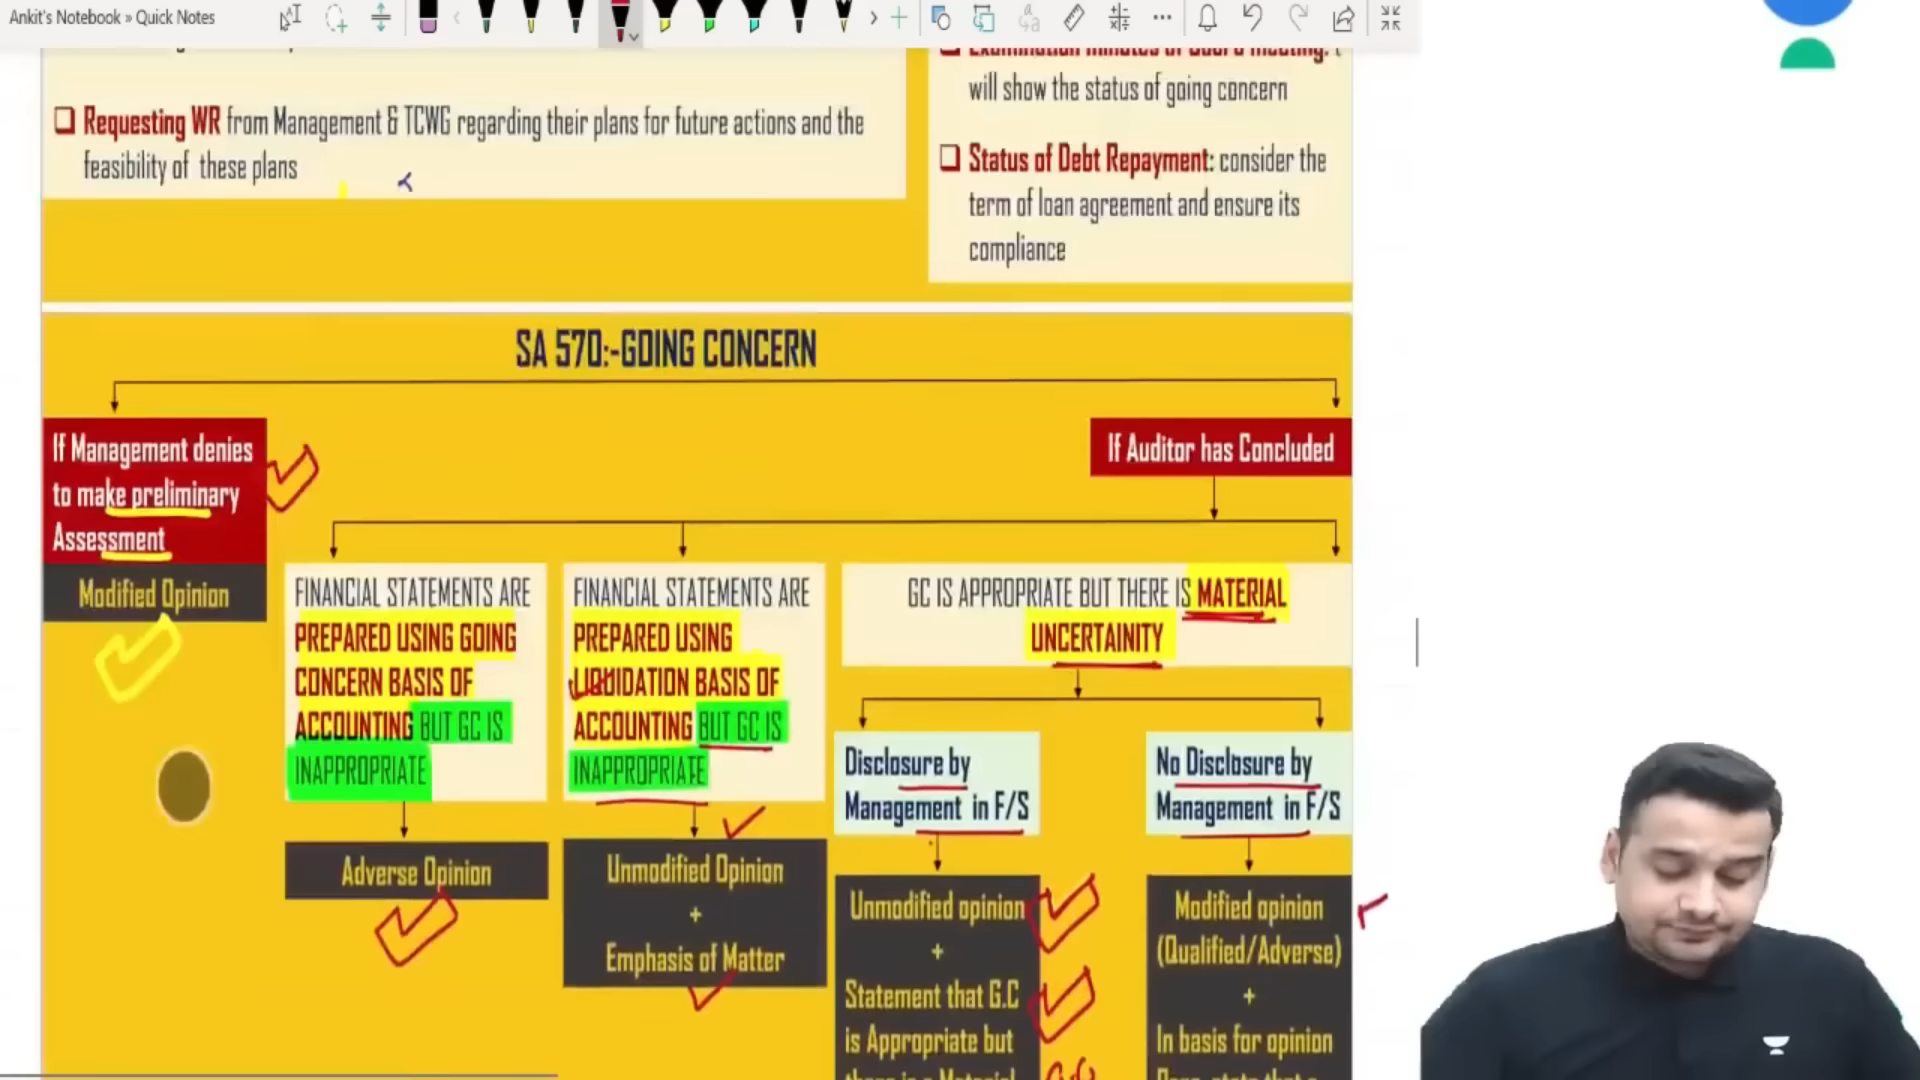 Ankit's Notebook » Quick Notes
Requesting WR from Management & TCWG regarding their plans for future actions and the
feasibility of these plans
will show the status of going concern
Status of Debt Repayment: consider the
term of loan agreement and ensure its
compliance
SA 570:-GOING CONCERN
If Management denies
to make preliminary
Assessment
Modified Opinion
If Auditor has Concluded
FINANCIAL STATEMENTS ARE
PREPARED USING GOING
CONCERN BASIS OF
ACCOUNTING BUT GC IS
INAPPROPRIATE
Adverse Opinion
FINANCIAL STATEMENTS ARE
PREPARED USING
LIQUIDATION BASIS OF
ACCOUNTING BUT GC IS
INAPPROPRIATE
Unmodified Opinion
+
Emphasis of Matter
GC IS APPROPRIATE BUT THERE IS MATERIAL
UNCERTAINITY
Disclosure by
Management in F/S
Unmodified opinion
+
Statement that G.C
is Appropriate but
there is a Material
No Disclosure by
Management in F/S
Modified opinion
(Qualified/Adverse)
+
In basis for opinion